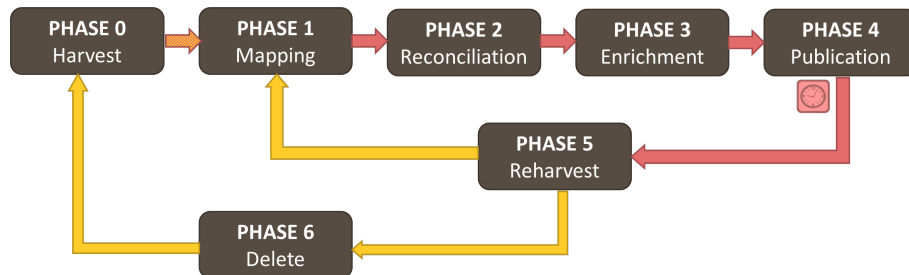 PHASE 0
Harvest
PHASE 1
Mapping
PHASE 2
Reconciliation
PHASE 3
Enrichment
PHASE 4
Publication
PHASE 5
Reharvest
PHASE 6
Delete